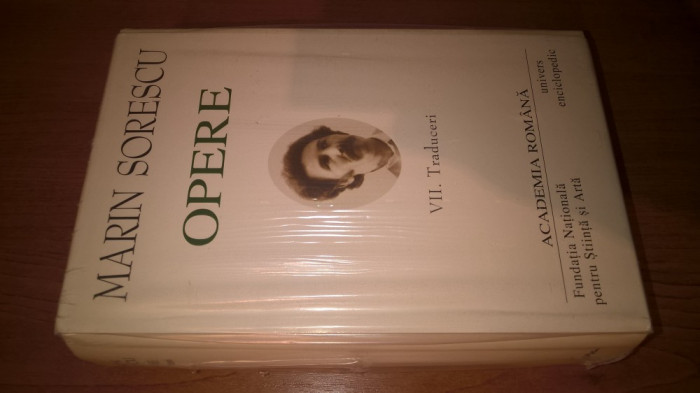 MARIN SORESCU
OPERE
VII. Traduceri
ACADEMIA ROMÂNĂ
univers
enciclopedic
Fundația Națională
pentru Știință și Artă